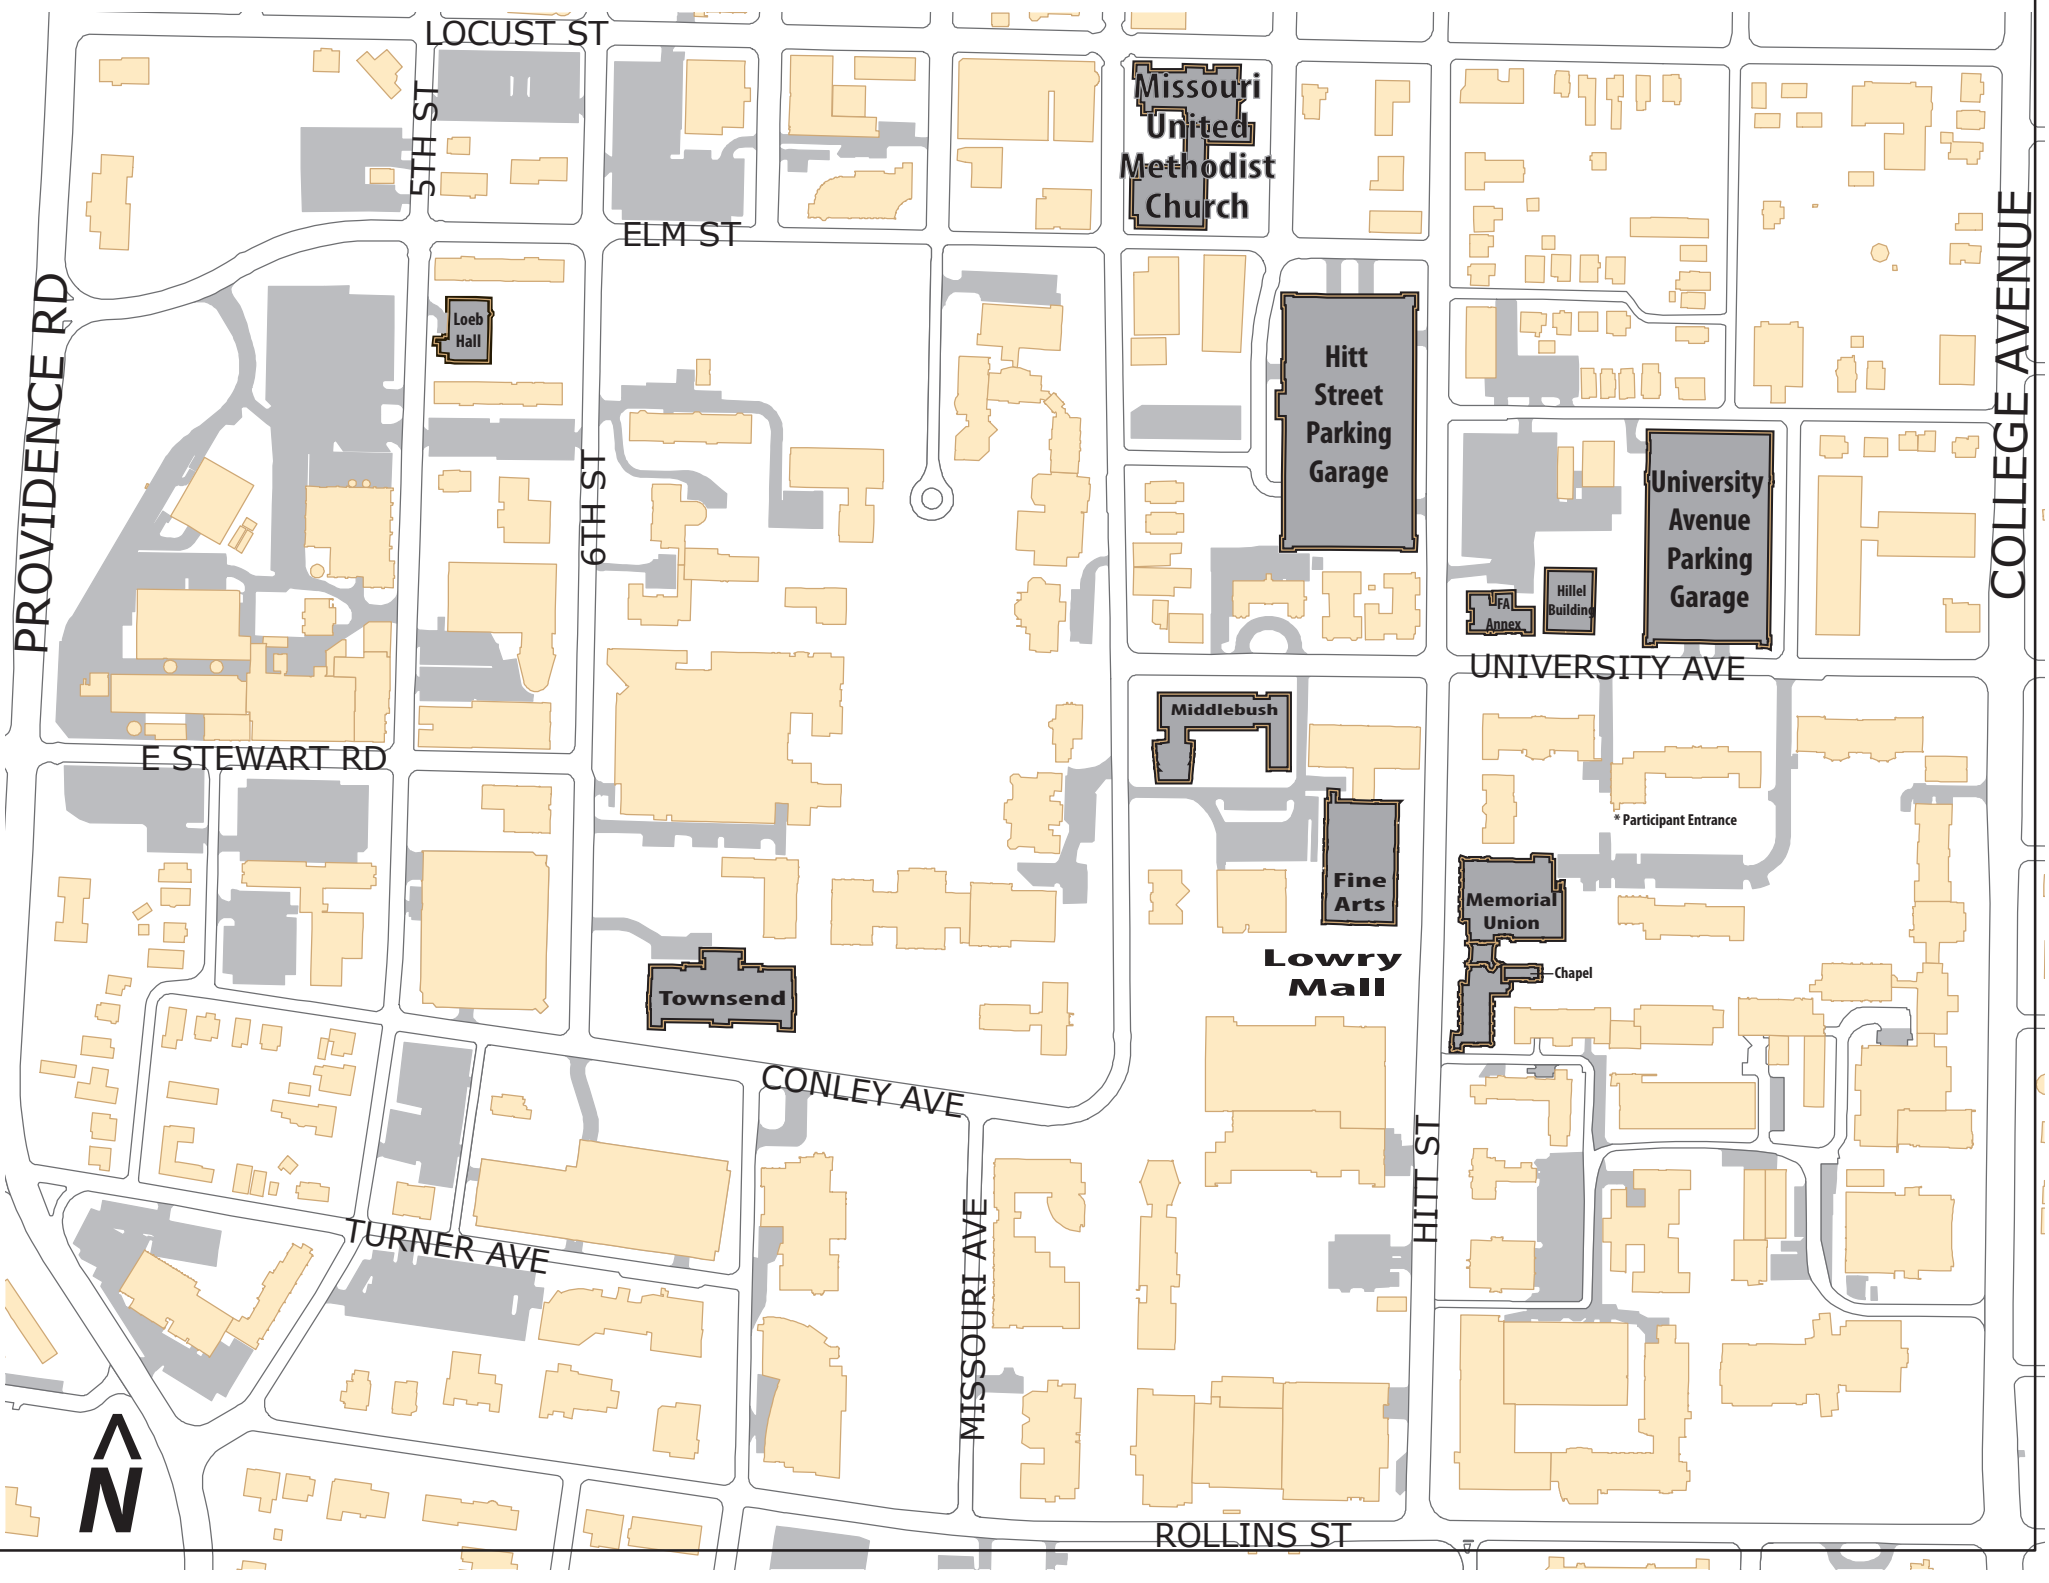 LOCUST ST
Missouri
United
Methodist
Church
5TH ST
ELM ST
COLLEGE AVENUE
PROVIDENCE RD
Loeb
Hall
Hitt
Street
Parking
Garage
University
Avenue
Parking
Garage
6TH ST
FA
Annex
Hillel
Building
UNIVERSITY AVE
Middlebush
E STEWART RD
* Participant Entrance
Fine
Arts
Memorial
Union
Chapel
Lowry
Mall
Townsend
CONLEY AVE
HITT ST
TURNER AVE
MISSOURI AVE
N
ROLLINS ST